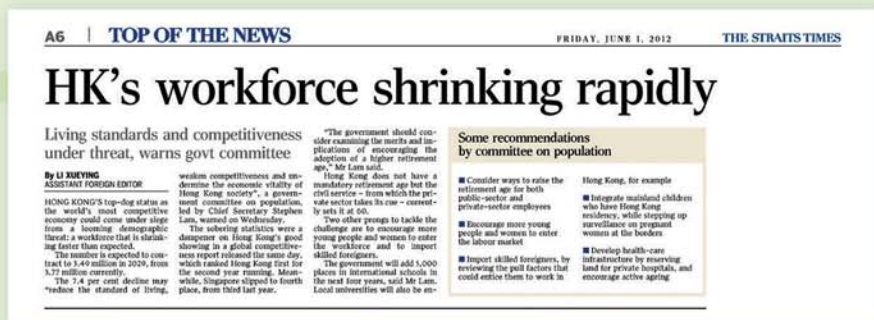 A6 | TOP OF THE NEWS FRIDAY, JUNE 1, 2012 THE STRAITS TIMES
HK's workforce shrinking rapidly
Living standards and competitiveness
under threat, warns govt committee
By LI XUEYING
ASSISTANT FOREIGN EDITOR
HONG KONG'S top-dog status as
the world's most competitive
economy could come under siege
from a looming demographic
threat: a workforce that is shrink-
ing faster than expected.
The number is expected to con-
tract to 3.49 million in 2029, from
3.77 million currently.
The 7.4 per cent decline may
"reduce the standard of living,
weaken competitiveness and un-
dermine the economic vitality of
Hong Kong society", a govern-
ment committee on population,
led by Chief Secretary Stephen
Lam, warned on Wednesday.
The sobering statistics were a
dampener on Hong Kong's good
showing in a global competitive-
ness report released the same day,
which ranked Hong Kong first for
the second year running. Mean-
while, Singapore slipped to fourth
place, from third last year.
"The government should con-
sider examining the merits and im-
plications of encouraging the
adoption of a higher retirement
age," Mr Lam said.
Hong Kong does not have a
mandatory retirement age but the
civil service – from which the pri-
vate sector takes its cue – current-
ly sets it at 60.
Two other prongs to tackle the
challenge are to encourage more
young people and women to enter
the workforce and to import
skilled foreigners.
The government will add 5,000
places in international schools in
the next four years, said Mr Lam.
Local universities will also be en-
Some recommendations
by committee on population
■ Consider ways to raise the
retirement age for both
public-sector and
private-sector employees
■ Encourage more young
people and women to enter
the labour market
■ Import skilled foreigners, by
reviewing the pull factors that
could entice them to work in
Hong Kong, for example
■ Integrate mainland children
who have Hong Kong
residency, while stepping up
surveillance on pregnant
women at the borders
■ Develop health-care
infrastructure by reserving
land for private hospitals, and
encourage active ageing